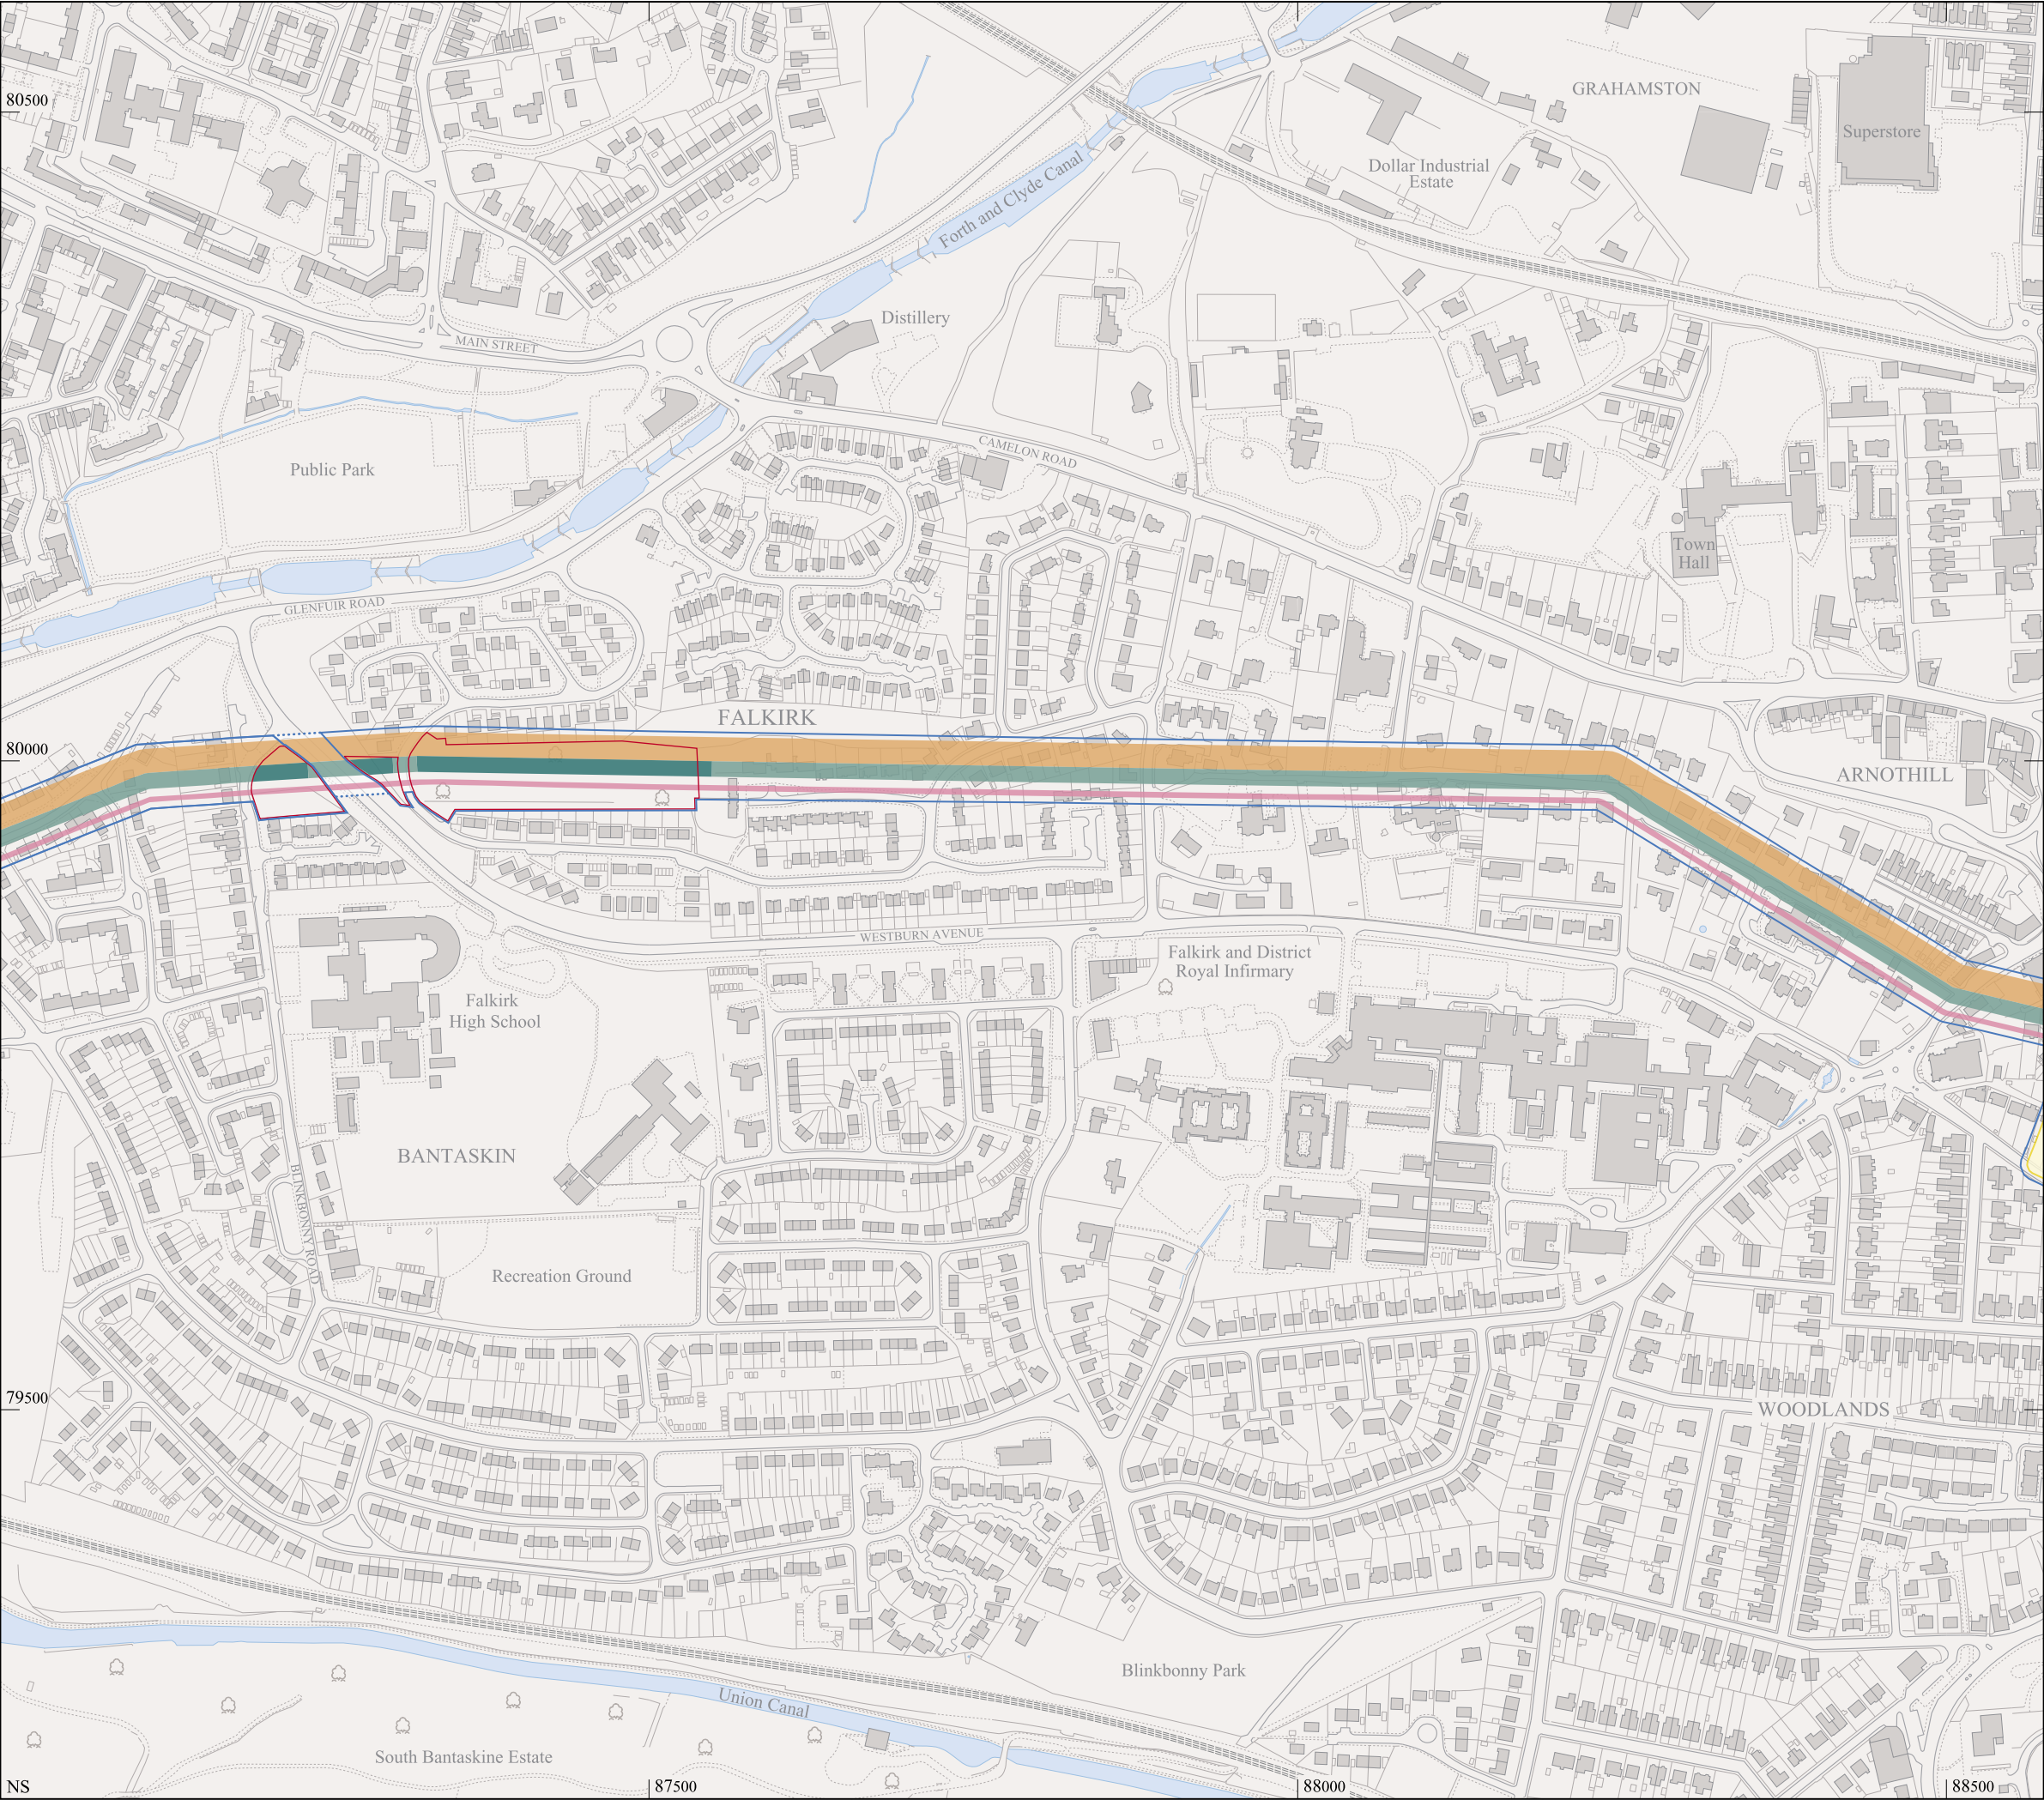 80500
GRAHAMSTON
Superstore
Dollar Industrial
Estate
Forth and Clyde Canal
Distillery
MAIN STREET
CAMELON ROAD
Public Park
Town
Hall
GLENFUIR ROAD
FALKIRK
80000
ARNOTHILL
WESTBURN AVENUE
Falkirk and District
Royal Infirmary
Falkirk
High School
BANTASKIN
BLINKBONNY ROAD
Recreation Ground
79500
WOODLANDS
Blinkbonny Park
Union Canal
South Bantaskine Estate
NS
87500
88000
88500